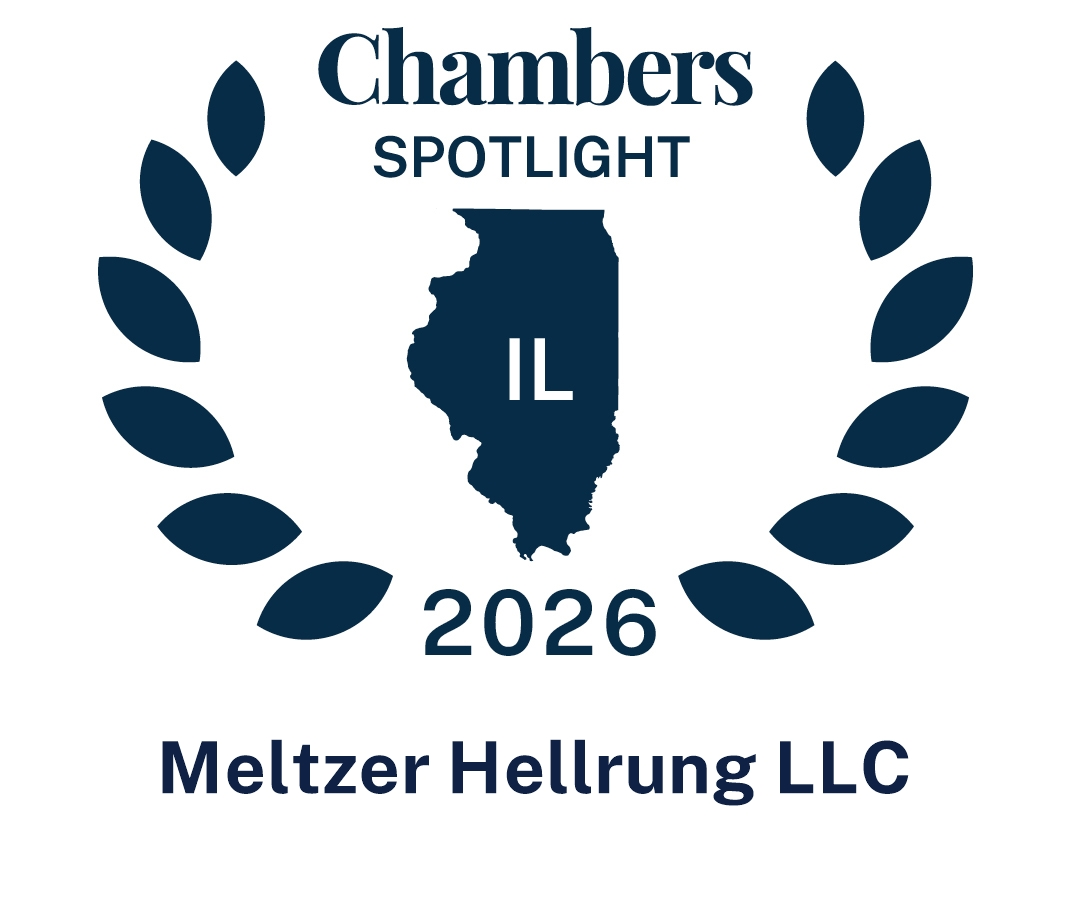 Chambers
SPOTLIGHT
IL
2026
Meltzer Hellrung LLC